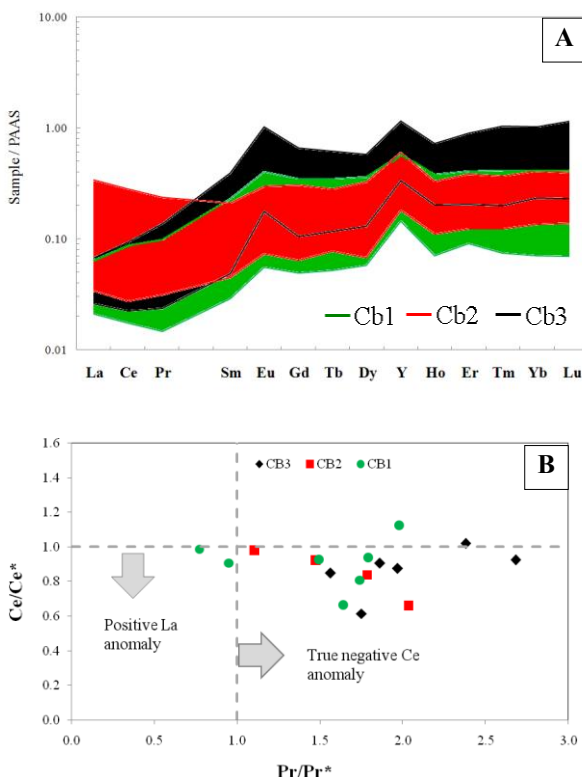 A
10.00
1.00
0.10
0.01
Sample / PAAS
Cb1 Cb2 Cb3
La Ce Pr Sm Eu Gd Tb Dy Y Ho Er Tm Yb Lu
B
1.6
1.4
1.2
1.0
0.8
0.6
0.4
0.2
0.0
Ce/Ce*
CB3 CB2 CB1
Positive La
anomaly
True negative Ce
anomaly
0.0 0.5 1.0 1.5 2.0 2.5 3.0
Pr/Pr*